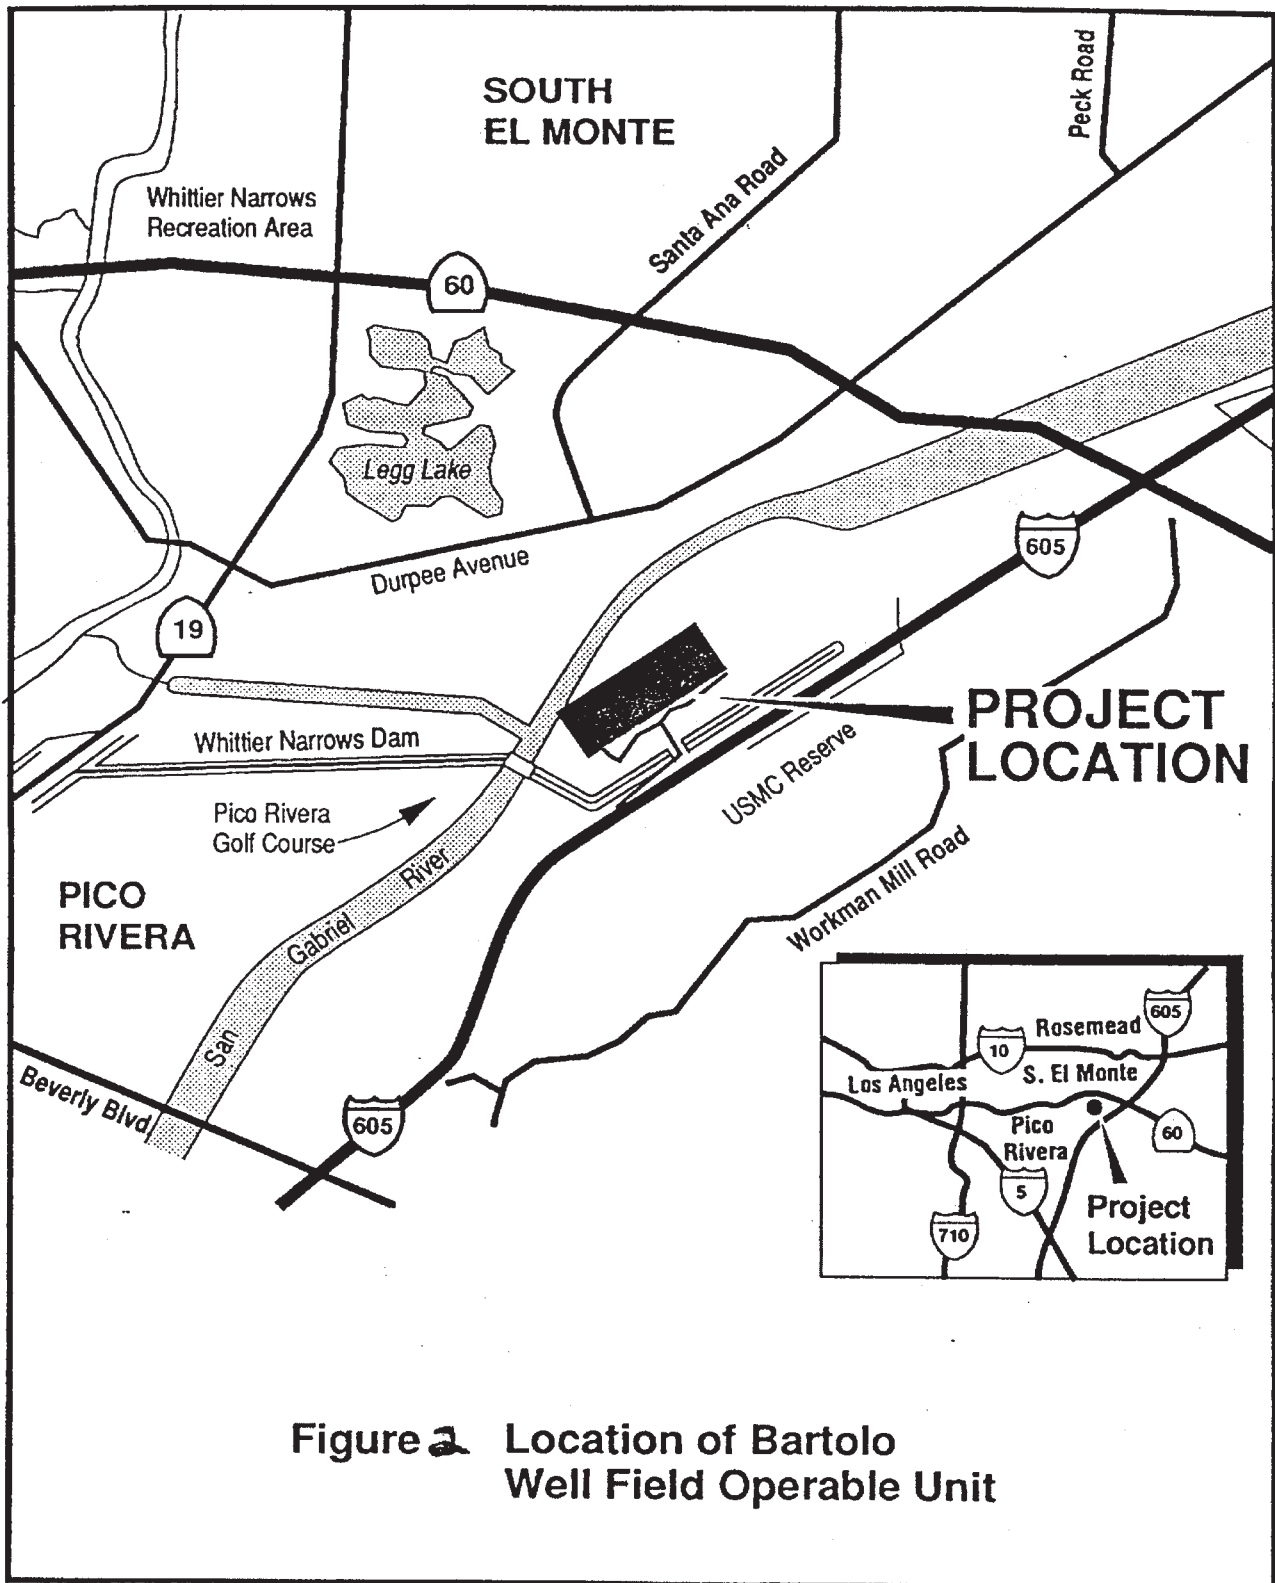 SOUTH
EL MONTE
Peck Road
Santa Ana Road
Whittier Narrows
Recreation Area
60
Legg Lake
605
Durpee Avenue
19
PROJECT
LOCATION
Whittier Narrows Dam
USMC Reserve
Pico Rivera
Golf Course
Workman Mill Road
PICO
RIVERA
San Gabriel River
Beverly Blvd.
605
605
Rosemead
10
S. El Monte
Los Angeles
Pico
Rivera
60
5
Project
Location
710
Figure 2 Location of Bartolo
Well Field Operable Unit